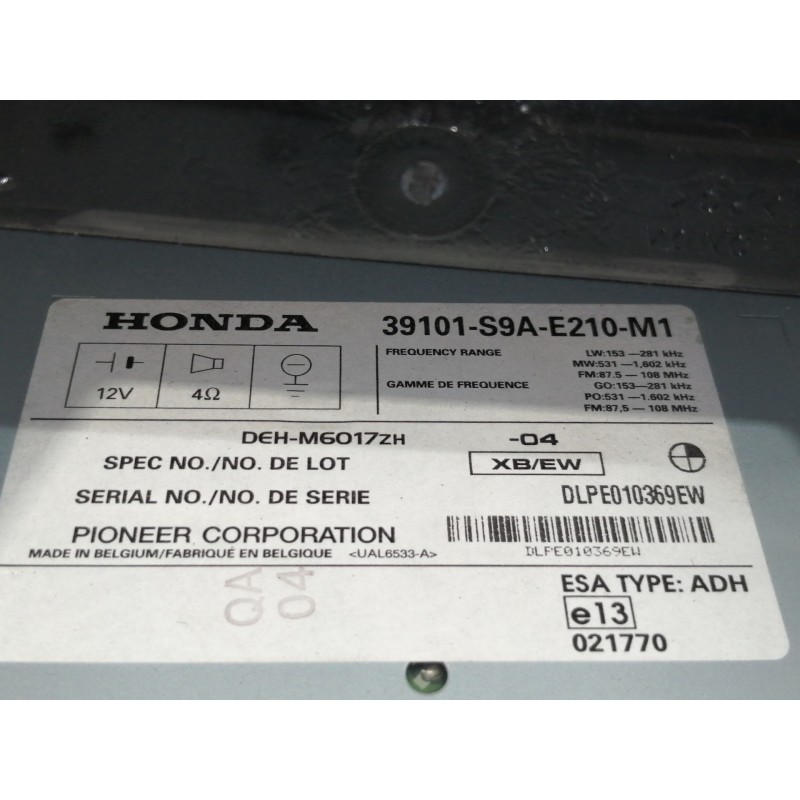 HONDA 39101-S9A-E210-M1
FREQUENCY RANGE LW:153 – 281 kHz
MW:531 – 1,602 kHz
FM:87.5 – 108 MHz
GAMME DE FREQUENCE GO:153 – 281 kHz
PO:531 – 1.602 kHz
FM:87,5 – 108 MHz
12V 4Ω
DEH-M6017ZH -04
SPEC NO./NO. DE LOT XB/EW
SERIAL NO./NO. DE SERIE DLPE010369EW
PIONEER CORPORATION
MADE IN BELGIUM/FABRIQUÉ EN BELGIQUE <UAL6533-A> DLPE010369EW
QA
04
ESA TYPE: ADH
e13
021770